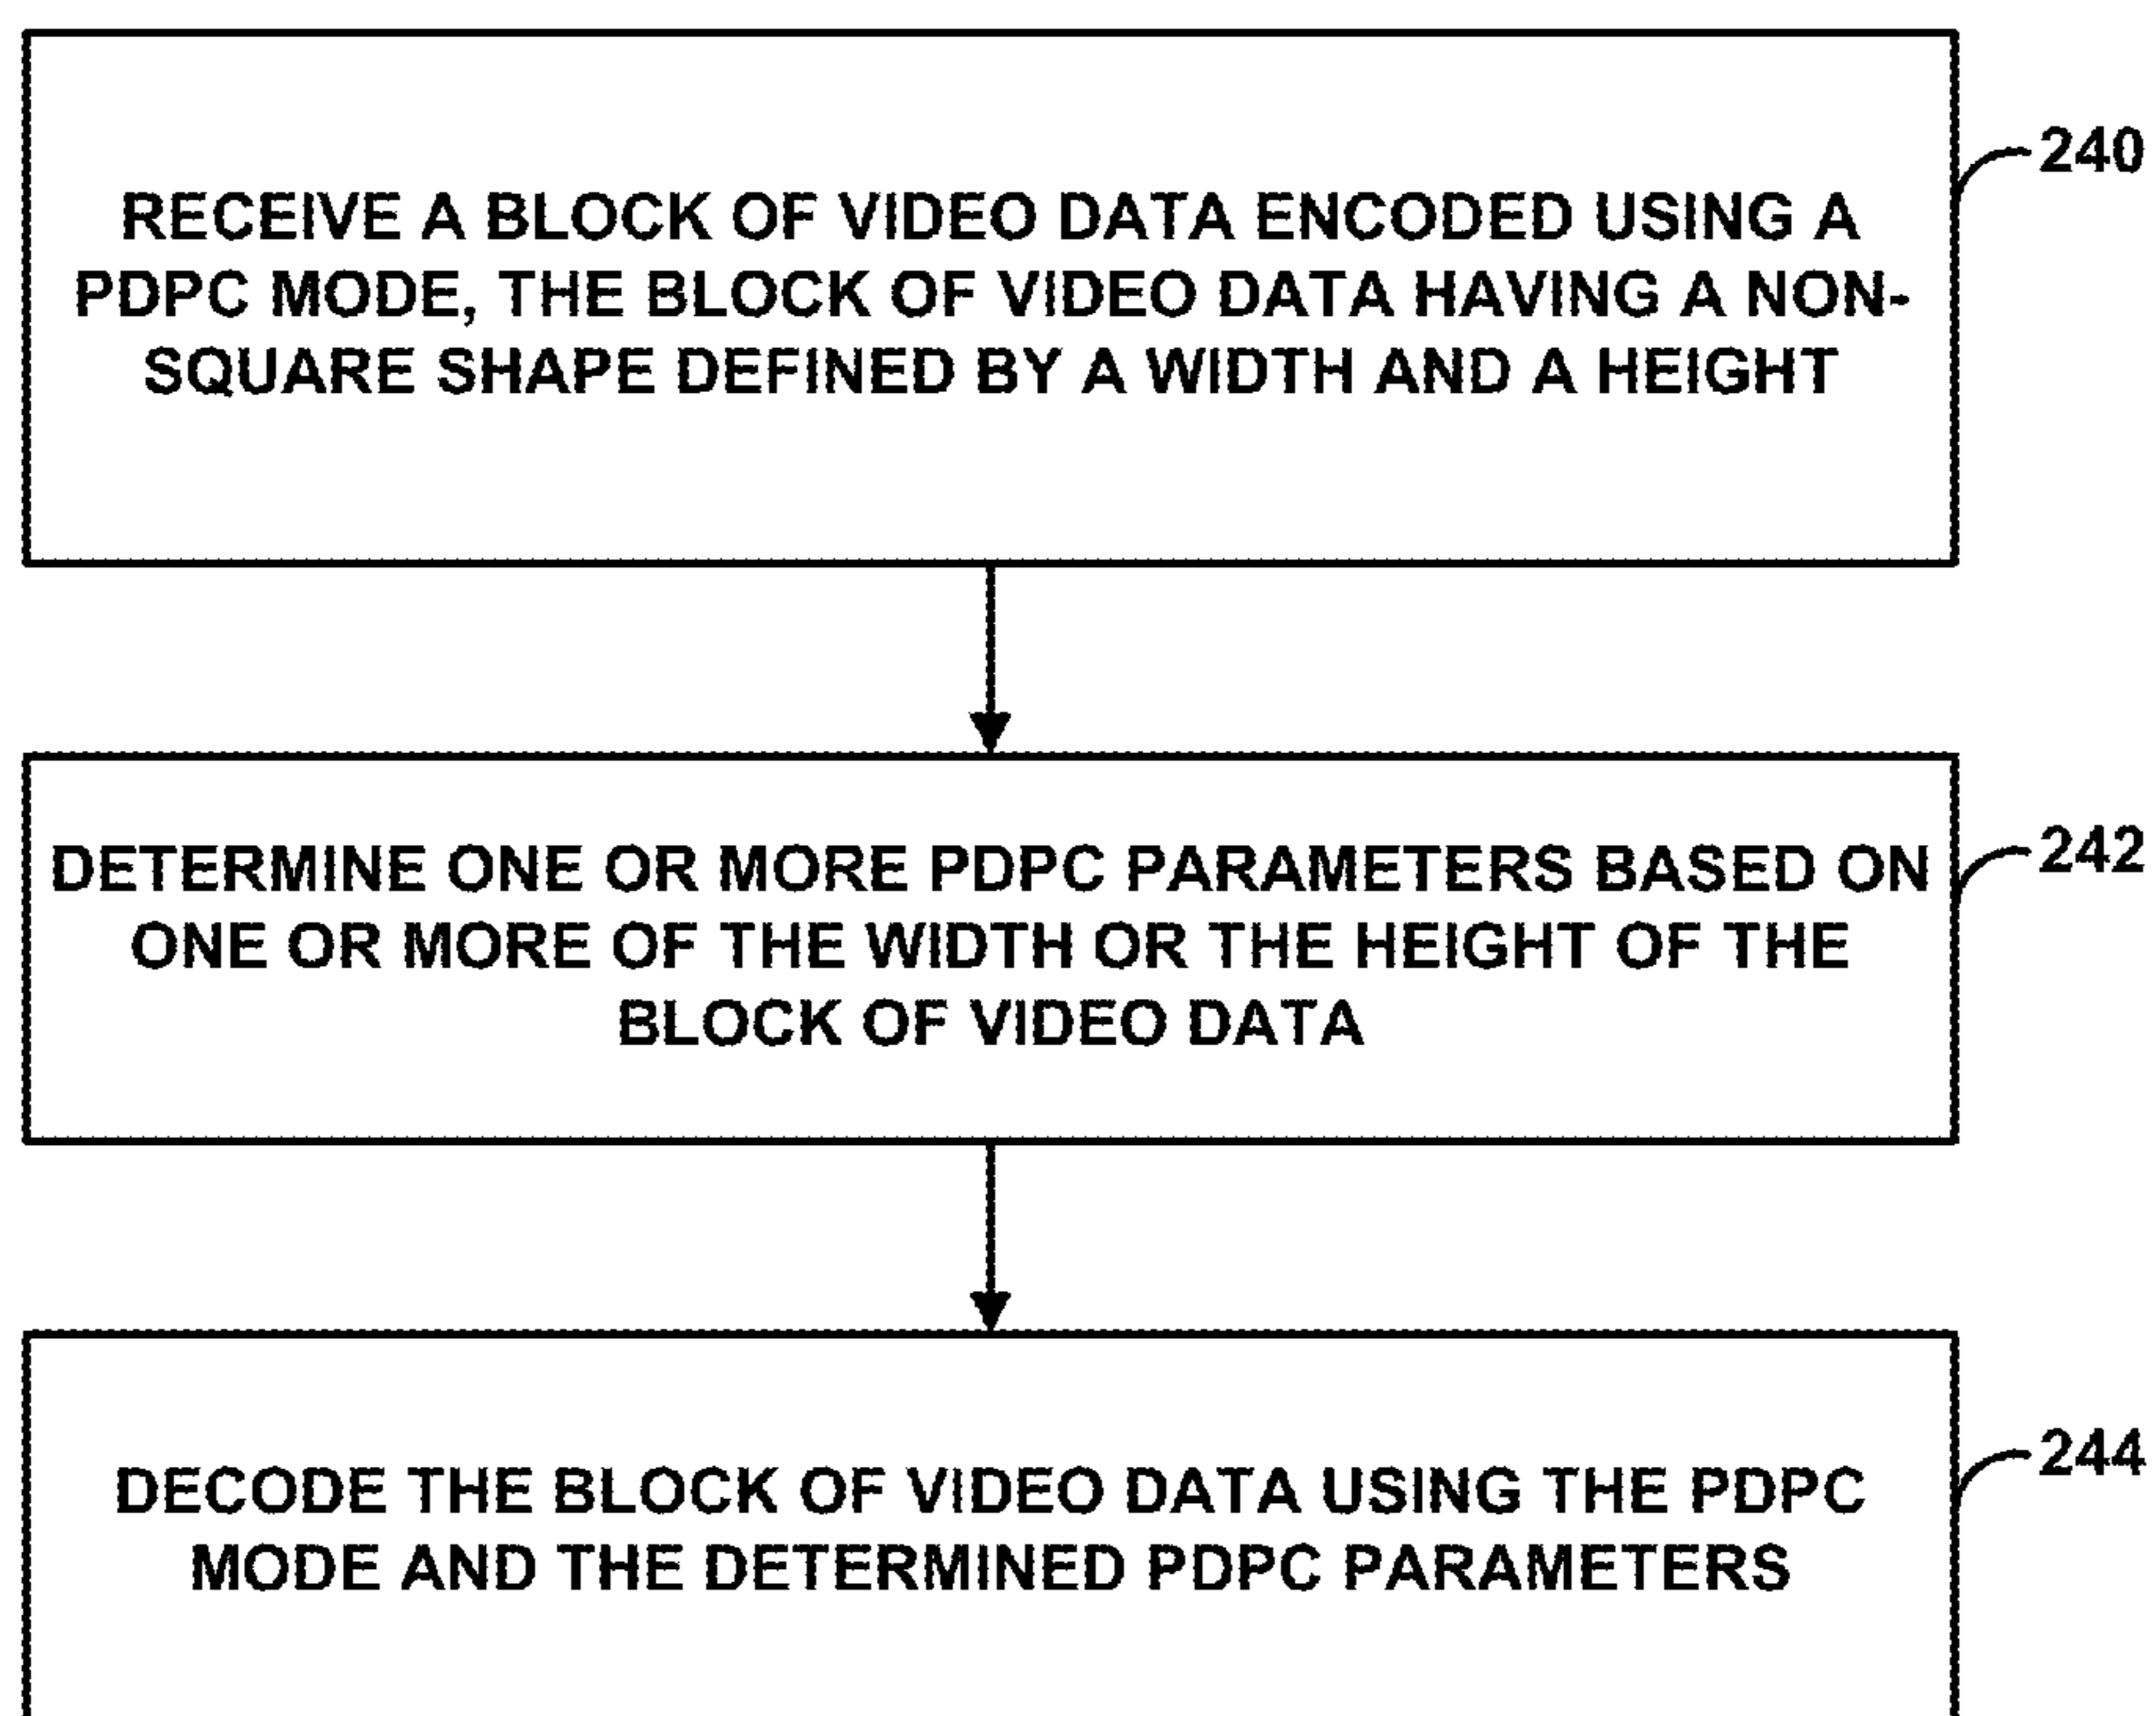 RECEIVE A BLOCK OF VIDEO DATA ENCODED USING A
PDPC MODE, THE BLOCK OF VIDEO DATA HAVING A NON-
SQUARE SHAPE DEFINED BY A WIDTH AND A HEIGHT
240
DETERMINE ONE OR MORE PDPC PARAMETERS BASED ON
ONE OR MORE OF THE WIDTH OR THE HEIGHT OF THE
BLOCK OF VIDEO DATA
242
DECODE THE BLOCK OF VIDEO DATA USING THE PDPC
MODE AND THE DETERMINED PDPC PARAMETERS
244